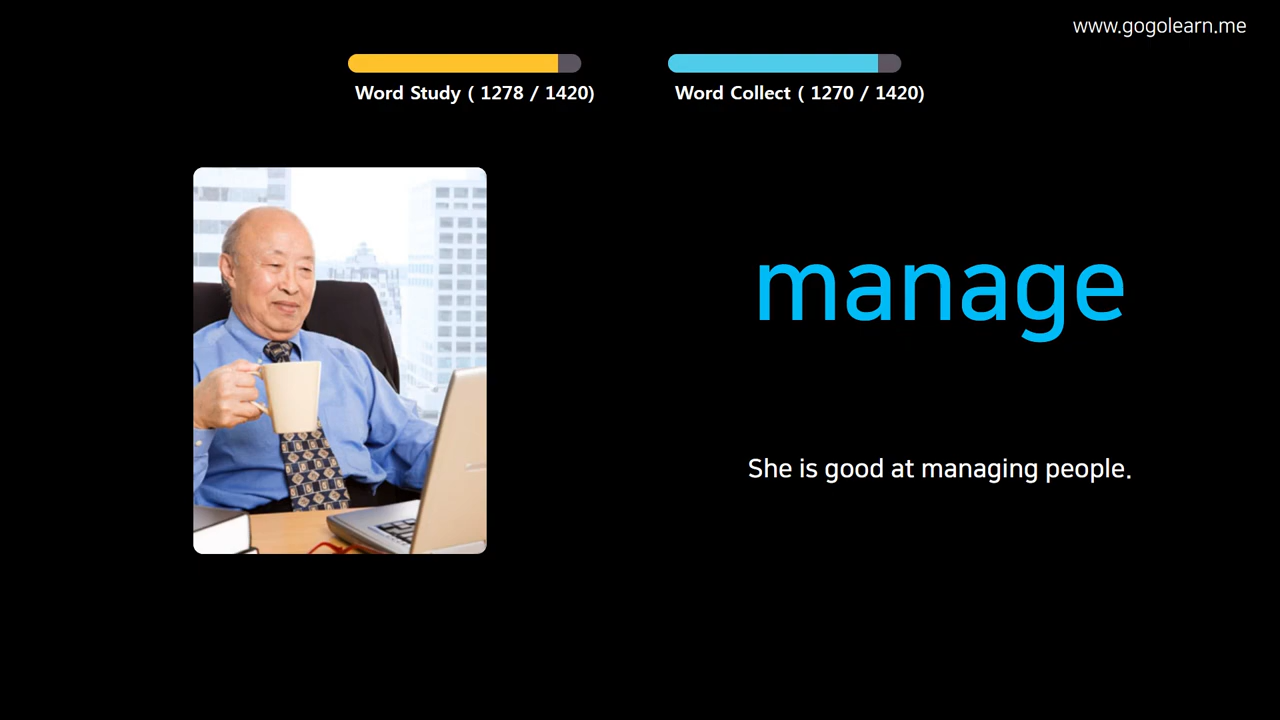 www.gogolearn.me
Word Study ( 1278 / 1420)
Word Collect ( 1270 / 1420)
manage
She is good at managing people.